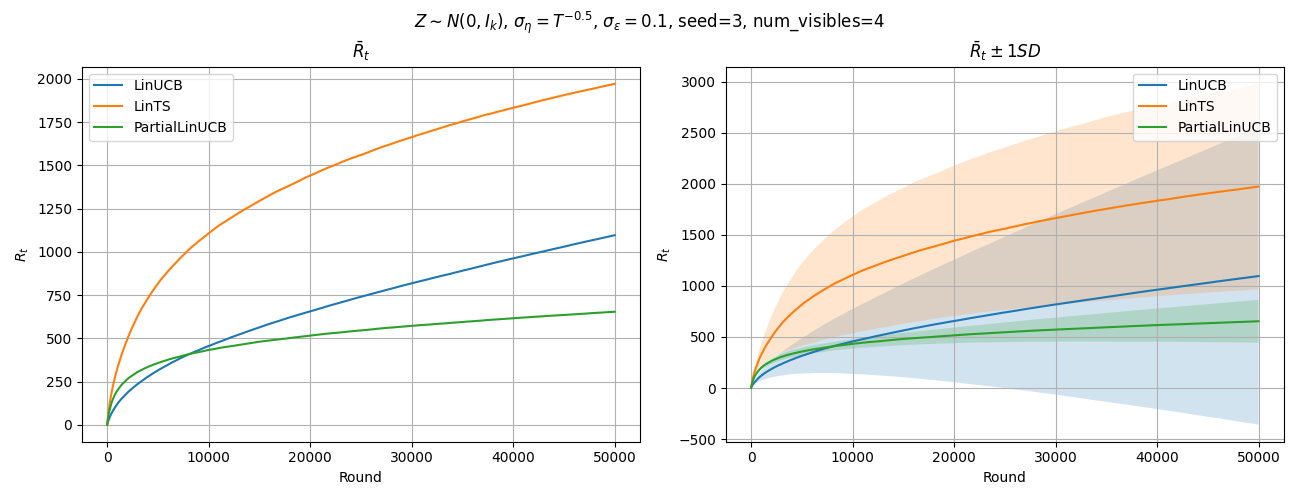 Z ∼ N(0, I_k), σ_η = T^{−0.5}, σ_ε = 0.1, seed=3, num_visibles=4
R̄_t
2000
1750
1500
1250
1000
750
500
250
0
R_t
LinUCB
LinTS
PartialLinUCB
0 10000 20000 30000 40000 50000
Round
R̄_t ± 1SD
3000
2500
2000
1500
1000
500
0
−500
R_t
LinUCB
LinTS
PartialLinUCB
0 10000 20000 30000 40000 50000
Round